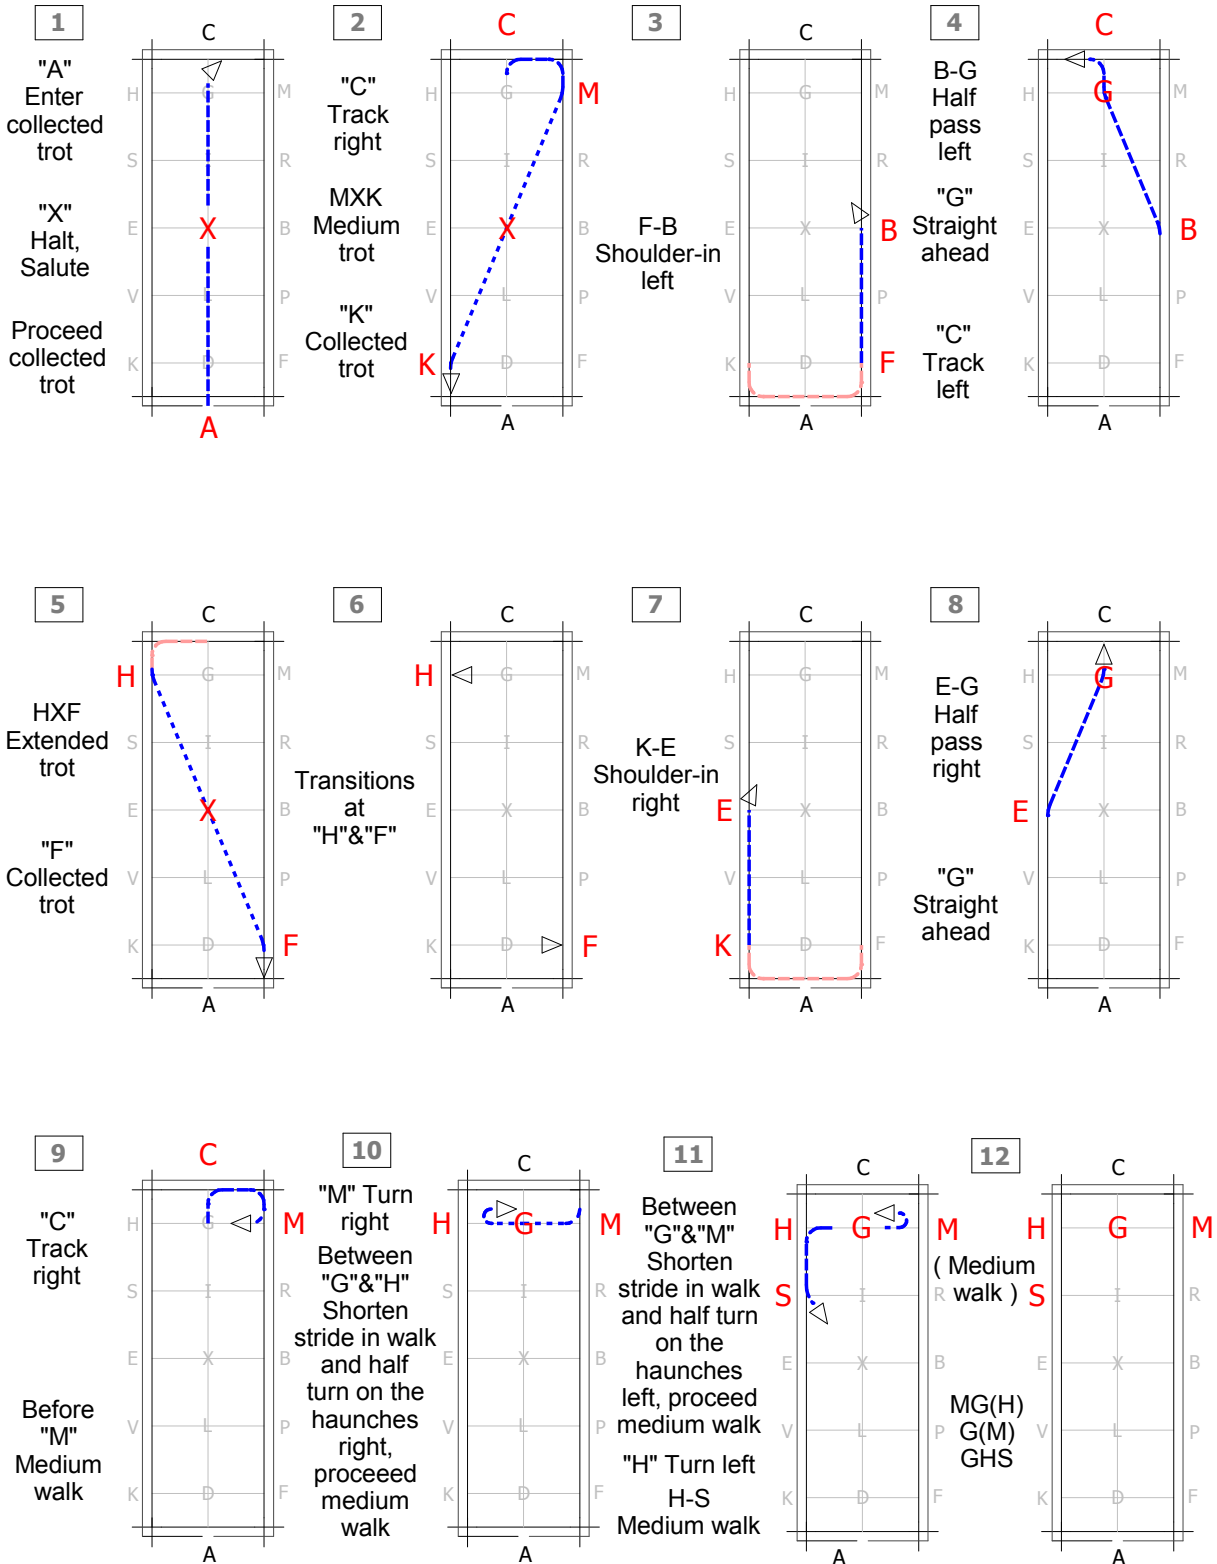 1
"A"
Enter
collected
trot
"X"
Halt,
Salute
Proceed
collected
trot
C
H G M
S I R
E X B
V L P
K D F
A
2
"C"
Track
right
MXK
Medium
trot
"K"
Collected
trot
C
H G M
S I R
E X B
V L P
K D F
A
3
F-B
Shoulder-in
left
C
H G M
S I R
E X B
V L P
K D F
A
4
B-G
Half
pass
left
"G"
Straight
ahead
"C"
Track
left
C
H G M
S I R
E X B
V L P
K D F
A
5
HXF
Extended
trot
"F"
Collected
trot
C
H G M
S I R
E X B
V L P
K D F
A
6
Transitions
at
"H"&"F"
C
H G M
S I R
E X B
V L P
K D F
A
7
K-E
Shoulder-in
right
C
H G M
S I R
E X B
V L P
K D F
A
8
E-G
Half
pass
right
"G"
Straight
ahead
C
H G M
S I R
E X B
V L P
K D F
A
9
"C"
Track
right
Before
"M"
Medium
walk
C
H G M
S I R
E X B
V L P
K D F
A
10
"M" Turn
right
Between
"G"&"H"
Shorten
stride in walk
and half
turn on the
haunches
right,
proceeed
medium
walk
C
H G M
S I R
E X B
V L P
K D F
A
11
Between
"G"&"M"
Shorten
stride in walk
and half turn
on the
haunches
left, proceed
medium walk
"H" Turn left
H-S
Medium walk
C
H G M
S I R
E X B
V L P
K D F
A
12
( Medium
walk )
MG(H)
G(M)
GHS
C
H G M
S I R
E X B
V L P
K D F
A